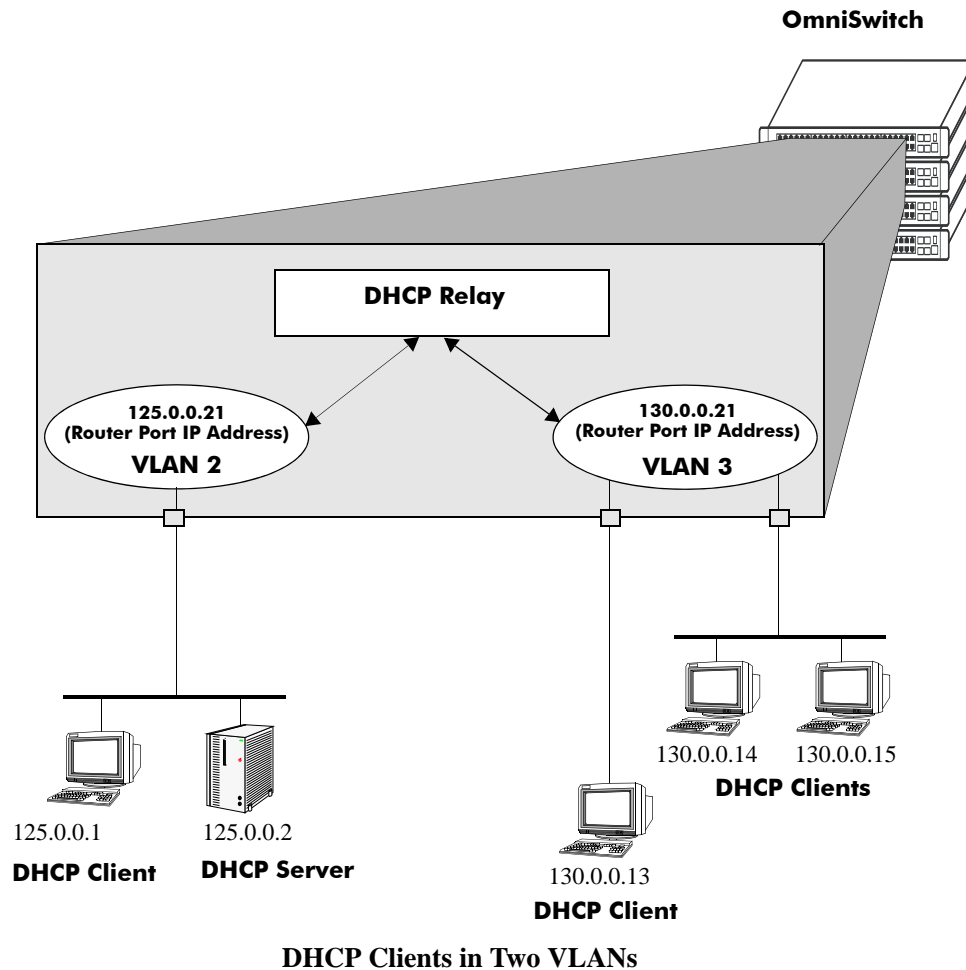 OmniSwitch
DHCP Relay
125.0.0.21
(Router Port IP Address)
VLAN 2
130.0.0.21
(Router Port IP Address)
VLAN 3
130.0.0.14
130.0.0.15
DHCP Clients
125.0.0.1
DHCP Client
125.0.0.2
DHCP Server
130.0.0.13
DHCP Client
DHCP Clients in Two VLANs